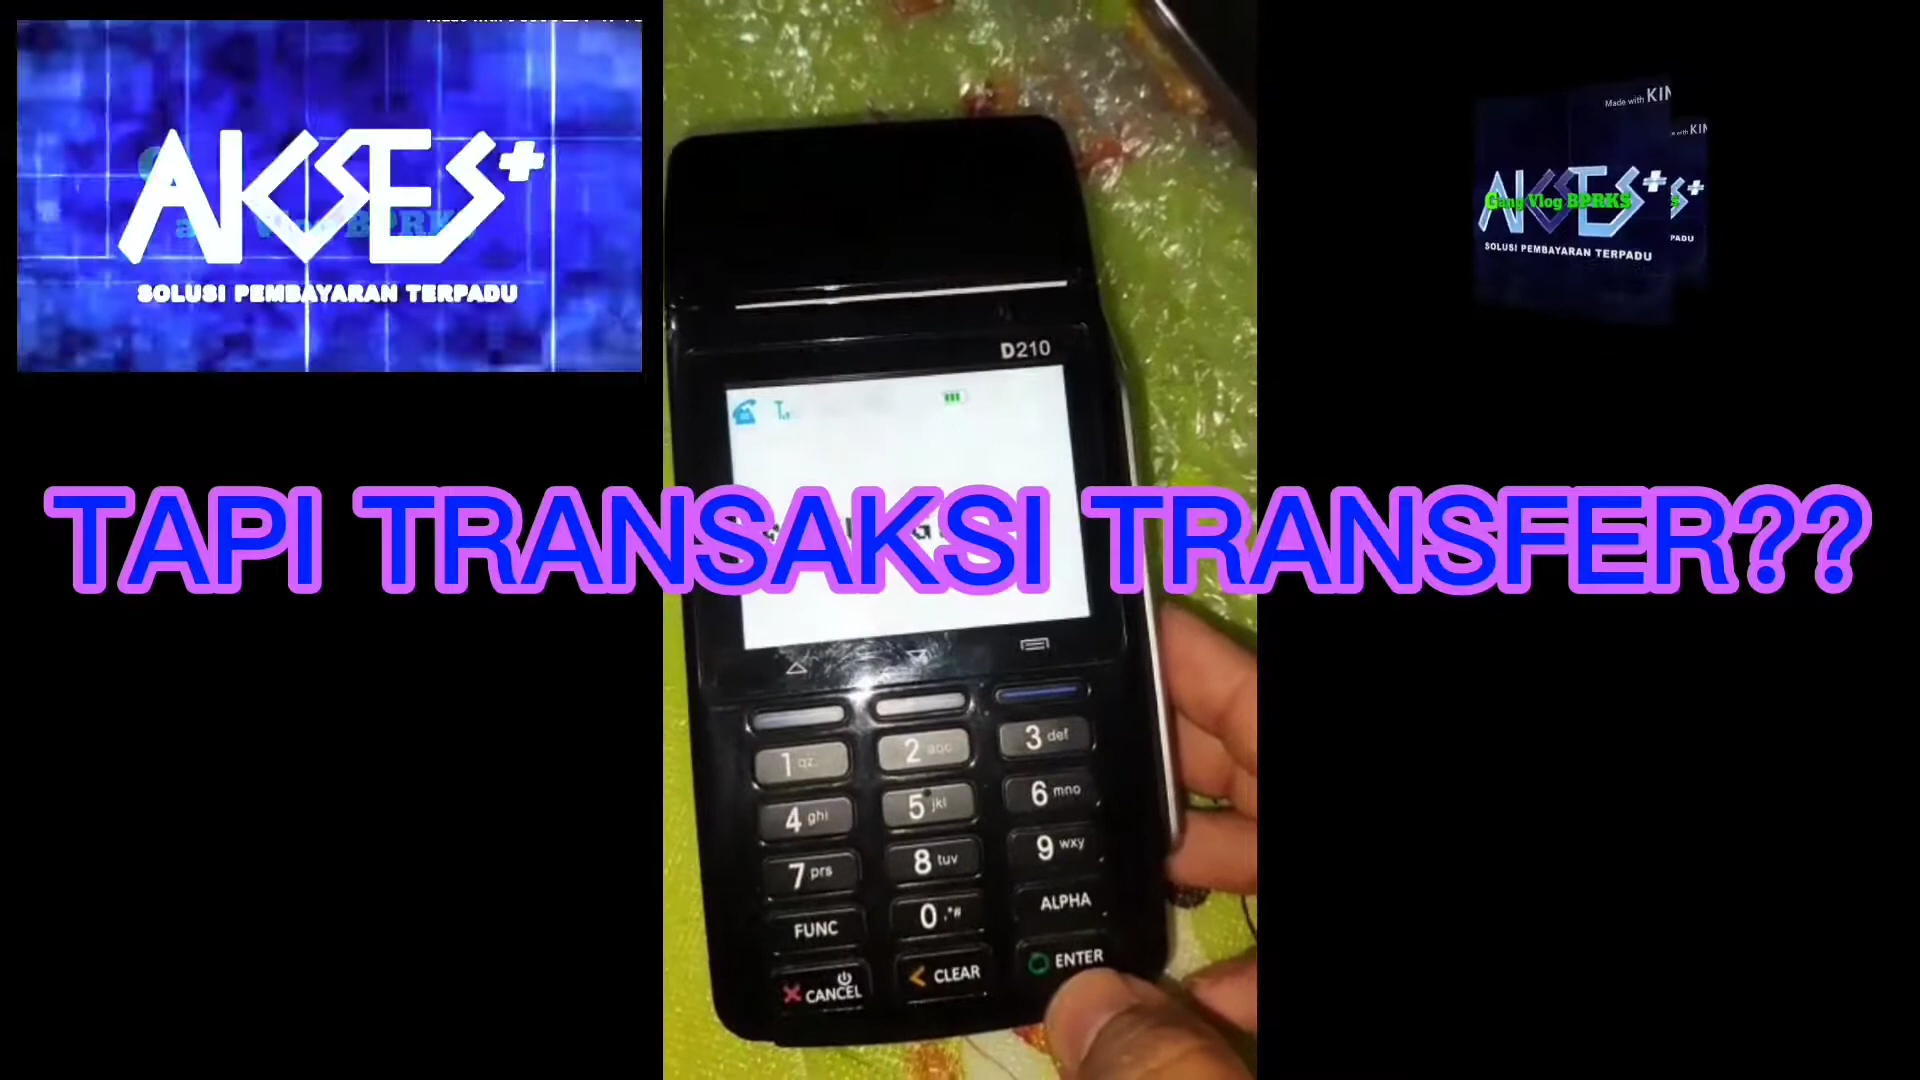 AKSES+
SOLUSI PEMBAYARAN TERPADU
Made with KIN
AKSES+
Gang Vlog BPRKS
SOLUSI PEMBAYARAN TERPADU
PADU
D210
TAPI TRANSAKSI TRANSFER??
1 qz.
2 abc
3 def
4 ghi
5 jkl
6 mno
7 prs
8 tuv
9 wxy
FUNC
0 .*#
ALPHA
CANCEL
CLEAR
ENTER